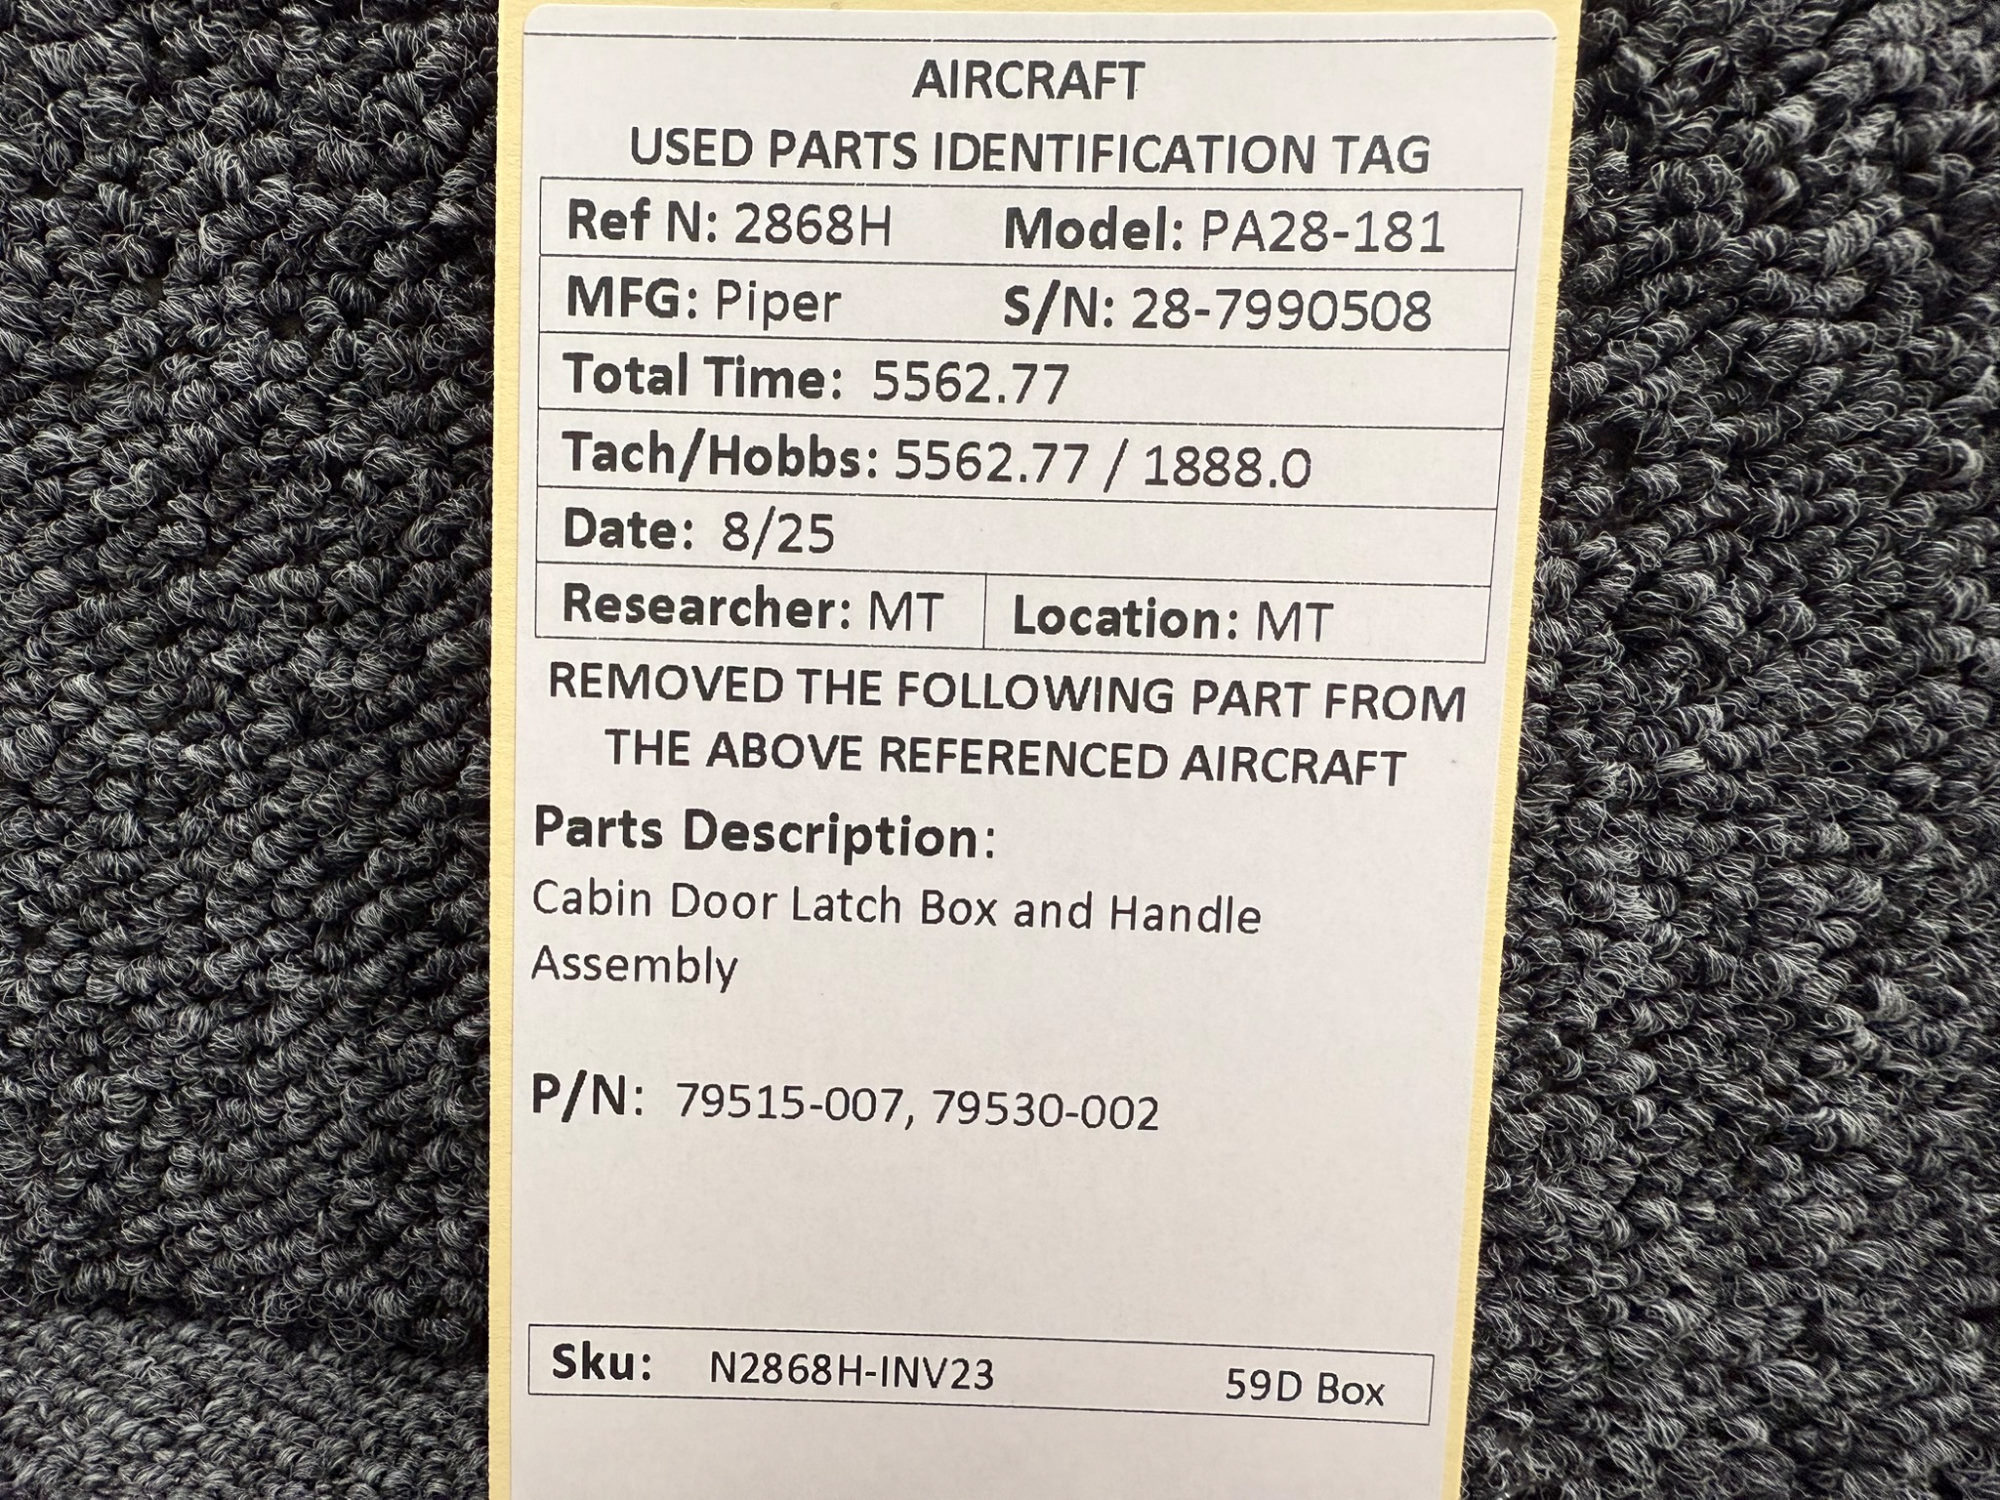 AIRCRAFT
USED PARTS IDENTIFICATION TAG
Ref N: 2868H Model: PA28-181
MFG: Piper S/N: 28-7990508
Total Time: 5562.77
Tach/Hobbs: 5562.77 / 1888.0
Date: 8/25
Researcher: MT Location: MT
REMOVED THE FOLLOWING PART FROM
THE ABOVE REFERENCED AIRCRAFT
Parts Description:
Cabin Door Latch Box and Handle
Assembly
P/N: 79515-007, 79530-002
Sku: N2868H-INV23 59D Box